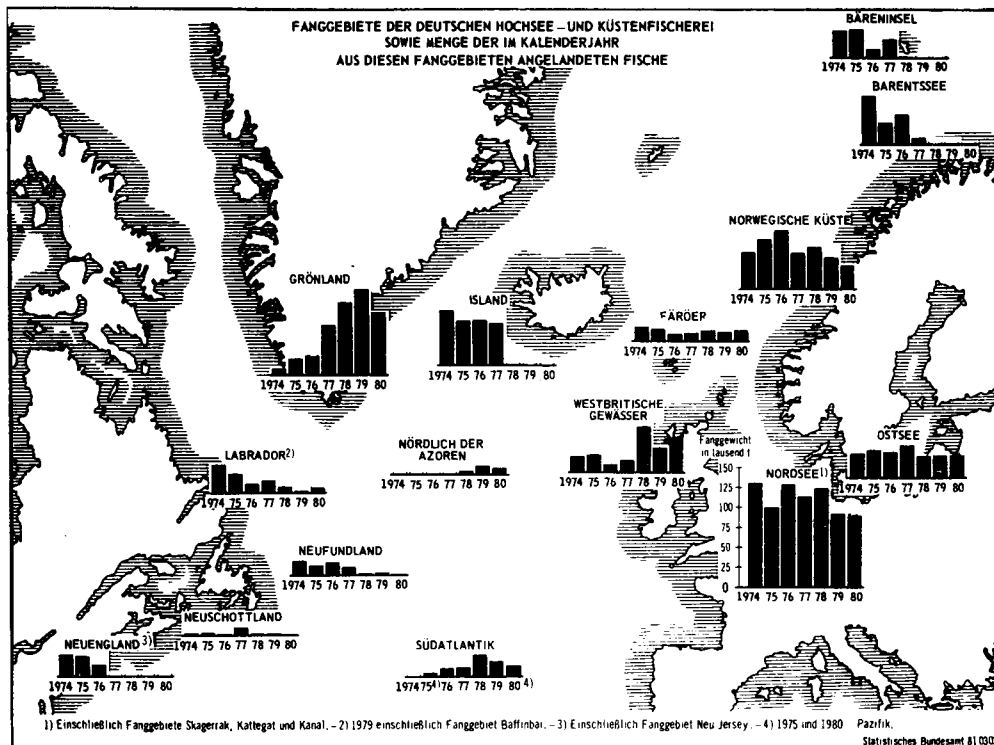 FANGGEBIETE DER DEUTSCHEN HOCHSEE – UND KÜSTENFISCHEREI
SOWIE MENGE DER IM KALENDERJAHR
AUS DIESEN FANGGEBIETEN ANGELANDETEN FISCHE
BÄRENINSEL
1974 75 76 77 78 79 80
BARENTSSEE
1974 75 76 77 78 79 80
NORWEGISCHE KÜSTE
1974 75 76 77 78 79 80
GRÖNLAND
1974 75 76 77 78 79 80
ISLAND
1974 75 76 77 78 79 80
FÄRÖER
1974 75 76 77 78 79 80
WESTBRITISCHE
GEWÄSSER
1974 75 76 77 78 79 80
OSTSEE
1974 75 76 77 78 79 80
Fanggewicht
in tausend t
NORDSEE 1)
150
125
100
75
50
25
0
1974 75 76 77 78 79 80
LABRADOR 2)
1974 75 76 77 78 79 80
NÖRDLICH DER
AZOREN
1974 75 76 77 78 79 80
NEUFUNDLAND
1974 75 76 77 78 79 80
NEUSCHOTTLAND
1974 75 76 77 78 79 80
NEUENGLAND 3)
1974 75 76 77 78 79 80
SÜDATLANTIK
1974 75 4) 76 77 78 79 80 4)
1) Einschließlich Fanggebiete Skagerrak, Kattegat und Kanal. – 2) 1979 einschließlich Fanggebiet Baffinbai. – 3) Einschließlich Fanggebiet Neu Jersey. – 4) 1975 und 1980 Pazifik.
Statistisches Bundesamt 81 0303